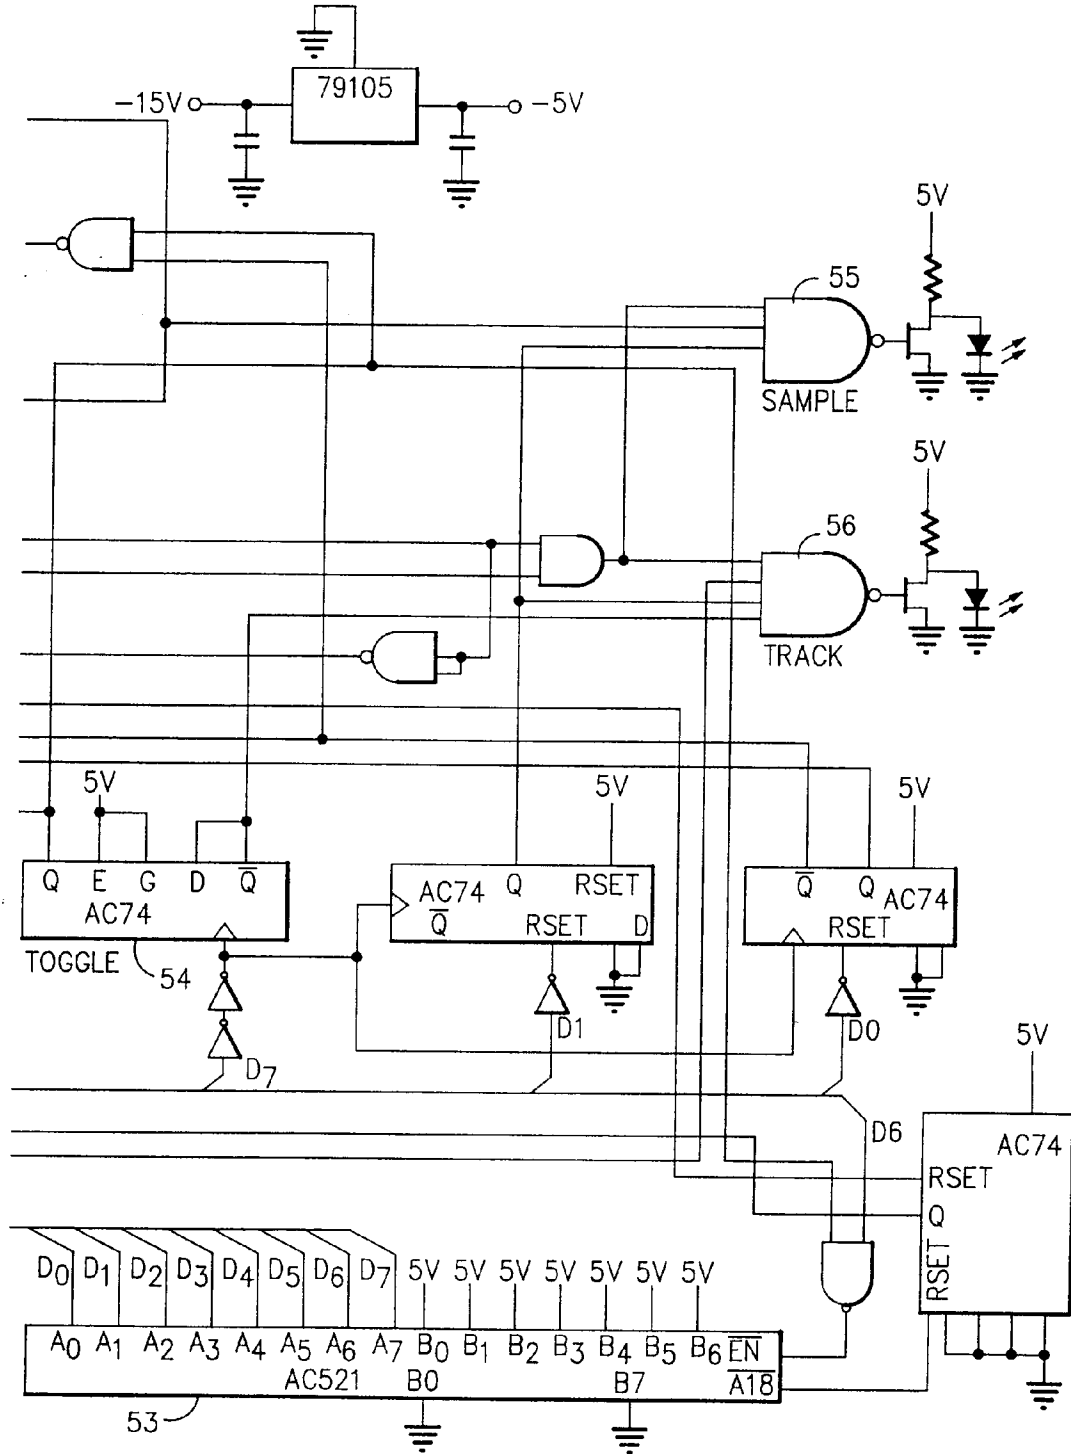 79105
-15V
-5V
5V
55
SAMPLE
5V
56
TRACK
5V
5V
5V
Q E G D Q̅
AC74
TOGGLE
54
AC74 Q RSET
Q̅ RSET D
Q̅ Q AC74
RSET
D1
D0
D7
5V
D6
AC74
RSET
Q
RSET
D0 D1 D2 D3 D4 D5 D6 D7 5V 5V 5V 5V 5V 5V 5V
A0 A1 A2 A3 A4 A5 A6 A7 B0 B1 B2 B3 B4 B5 B6 E̅N̅
AC521 B0 B7 A̅1̅8̅
53